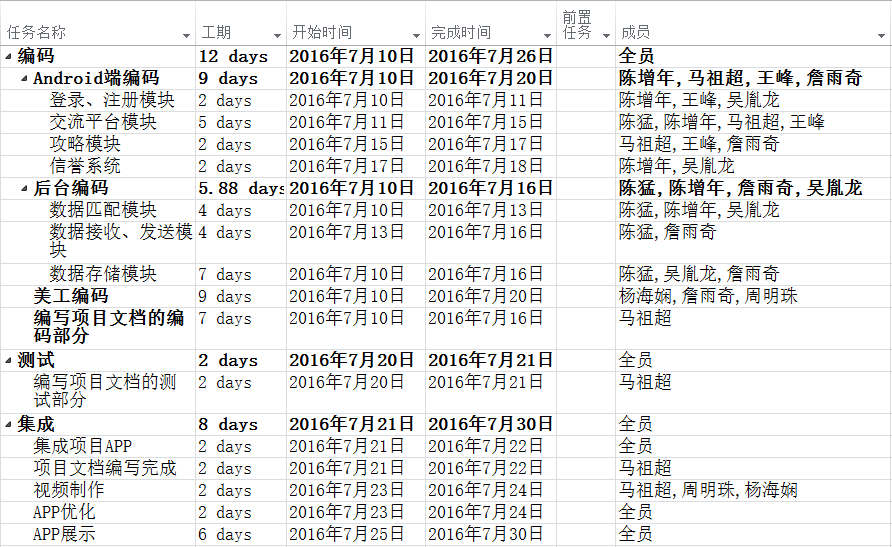 任务名称 工期 开始时间 完成时间 前置任务 成员
编码 12 days 2016年7月10日 2016年7月26日 全员
Android端编码 9 days 2016年7月10日 2016年7月20日 陈增年,马祖超,王峰,詹雨奇
登录、注册模块 2 days 2016年7月10日 2016年7月11日 陈增年,王峰,吴胤龙
交流平台模块 5 days 2016年7月11日 2016年7月15日 陈猛,陈增年,马祖超,王峰
攻略模块 2 days 2016年7月15日 2016年7月17日 马祖超,王峰,詹雨奇
信誉系统 2 days 2016年7月17日 2016年7月18日 陈增年,吴胤龙
后台编码 5.88 days 2016年7月10日 2016年7月16日 陈猛,陈增年,詹雨奇,吴胤龙
数据匹配模块 4 days 2016年7月10日 2016年7月13日 陈猛,陈增年,吴胤龙
数据接收、发送模块 4 days 2016年7月13日 2016年7月16日 陈猛,詹雨奇
数据存储模块 7 days 2016年7月10日 2016年7月16日 陈猛,吴胤龙,詹雨奇
美工编码 9 days 2016年7月10日 2016年7月20日 杨海娴,詹雨奇,周明珠
编写项目文档的编码部分 7 days 2016年7月10日 2016年7月16日 马祖超
测试 2 days 2016年7月20日 2016年7月21日 全员
编写项目文档的测试部分 2 days 2016年7月20日 2016年7月21日 马祖超
集成 8 days 2016年7月21日 2016年7月30日 全员
集成项目APP 2 days 2016年7月21日 2016年7月22日 全员
项目文档编写完成 2 days 2016年7月21日 2016年7月22日 马祖超
视频制作 2 days 2016年7月23日 2016年7月24日 马祖超,周明珠,杨海娴
APP优化 2 days 2016年7月23日 2016年7月24日 全员
APP展示 6 days 2016年7月25日 2016年7月30日 全员